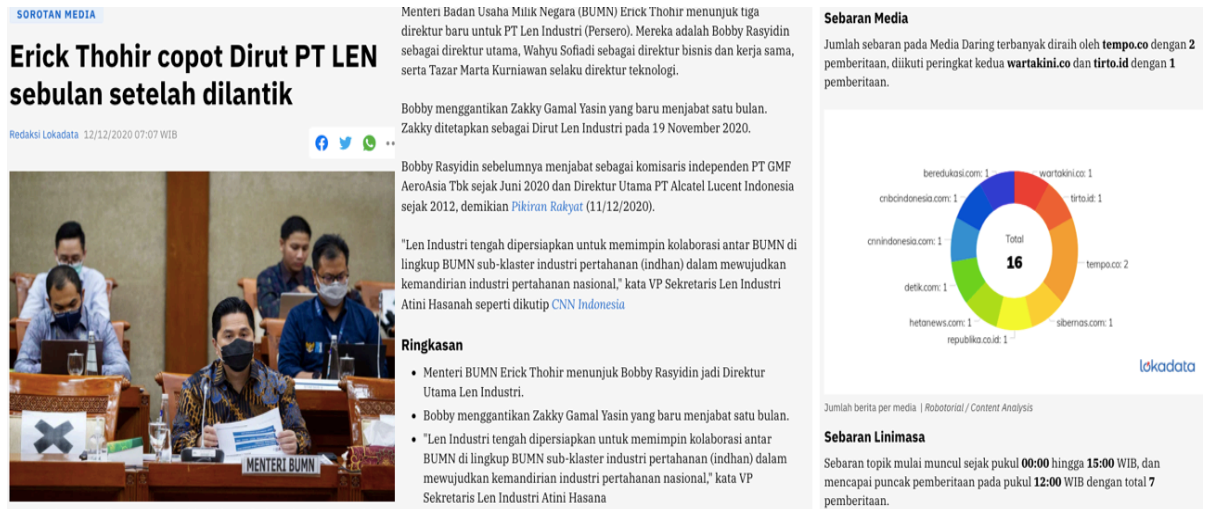 SOROTAN MEDIA
Erick Thohir copot Dirut PT LEN
sebulan setelah dilantik
Redaksi Lokadata 12/12/2020 07:07 WIB
MENTERI BUMN
Menteri Badan Usaha Milik Negara (BUMN) Erick Thohir menunjuk tiga
direktur baru untuk PT Len Industri (Persero). Mereka adalah Bobby Rasyidin
sebagai direktur utama, Wahyu Sofiadi sebagai direktur bisnis dan kerja sama,
serta Tazar Marta Kurniawan selaku direktur teknologi.
Bobby menggantikan Zakky Gamal Yasin yang baru menjabat satu bulan.
Zakky ditetapkan sebagai Dirut Len Industri pada 19 November 2020.
Bobby Rasyidin sebelumnya menjabat sebagai komisaris independen PT GMF
AeroAsia Tbk sejak Juni 2020 dan Direktur Utama PT Alcatel Lucent Indonesia
sejak 2012, demikian Pikiran Rakyat (11/12/2020).
"Len Industri tengah dipersiapkan untuk memimpin kolaborasi antar BUMN di
lingkup BUMN sub-klaster industri pertahanan (indhan) dalam mewujudkan
kemandirian industri pertahanan nasional," kata VP Sekretaris Len Industri
Atini Hasanah seperti dikutip CNN Indonesia
Ringkasan
• Menteri BUMN Erick Thohir menunjuk Bobby Rasyidin jadi Direktur
Utama Len Industri.
• Bobby menggantikan Zakky Gamal Yasin yang baru menjabat satu bulan.
• "Len Industri tengah dipersiapkan untuk memimpin kolaborasi antar
BUMN di lingkup BUMN sub-klaster industri pertahanan (indhan) dalam
mewujudkan kemandirian industri pertahanan nasional," kata VP
Sekretaris Len Industri Atini Hasana
Sebaran Media
Jumlah sebaran pada Media Daring terbanyak diraih oleh tempo.co dengan 2
pemberitaan, diikuti peringkat kedua wartakini.co dan tirto.id dengan 1
pemberitaan.
beredukasi.com: 1
wartakini.co: 1
cnbcindonesia.com: 1
tirto.id: 1
cnnindonesia.com: 1
Total
16
tempo.co: 2
detik.com: 1
hetanews.com: 1
sibernas.com: 1
republika.co.id: 1
lokadata
Jumlah berita per media | Robotorial / Content Analysis
Sebaran Linimasa
Sebaran topik mulai muncul sejak pukul 00:00 hingga 15:00 WIB, dan
mencapai puncak pemberitaan pada pukul 12:00 WIB dengan total 7
pemberitaan.